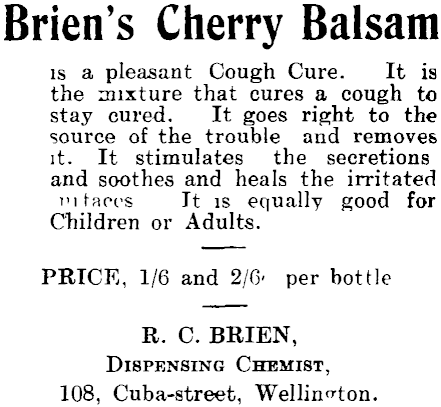 Brien's Cherry Balsam
is a pleasant Cough Cure. It is
the mixture that cures a cough to
stay cured. It goes right to the
source of the trouble and removes
it. It stimulates the secretions
and soothes and heals the irritated
It is equally good for
Children or Adults.
PRICE, 1/6 and 2/6 per bottle
R. C. BRIEN,
DISPENSING CHEMIST,
108, Cuba-street, Wellington.